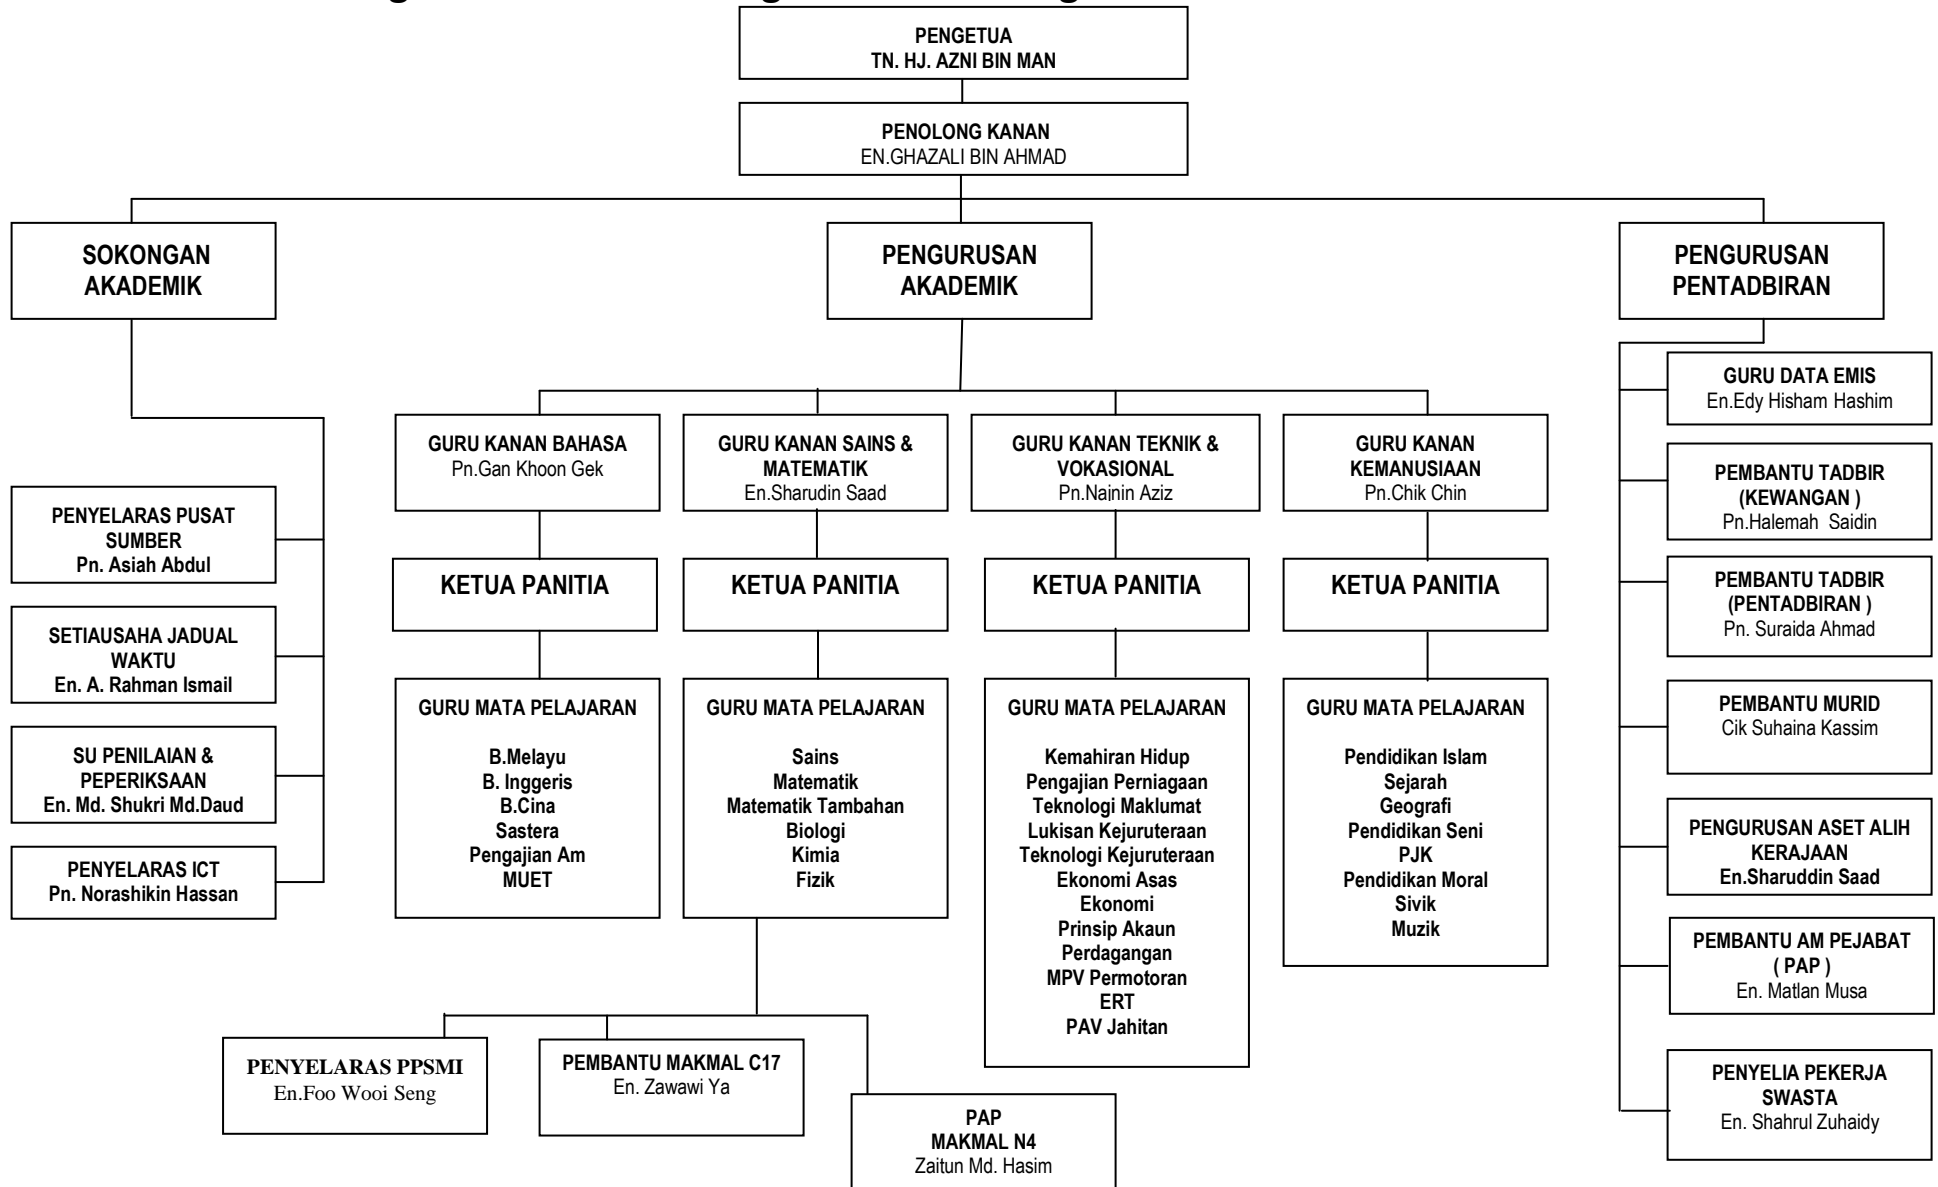 PENGETUA
TN. HJ. AZNI BIN MAN
PENOLONG KANAN
EN.GHAZALI BIN AHMAD
SOKONGAN
AKADEMIK
PENGURUSAN
AKADEMIK
PENGURUSAN
PENTADBIRAN
PENYELARAS PUSAT
SUMBER
Pn. Asiah Abdul
SETIAUSAHA JADUAL
WAKTU
En. A. Rahman Ismail
SU PENILAIAN &
PEPERIKSAAN
En. Md. Shukri Md.Daud
PENYELARAS ICT
Pn. Norashikin Hassan
GURU KANAN BAHASA
Pn.Gan Khoon Gek
KETUA PANITIA
GURU MATA PELAJARAN
B.Melayu
B. Inggeris
B.Cina
Sastera
Pengajian Am
MUET
GURU KANAN SAINS &
MATEMATIK
En.Sharudin Saad
KETUA PANITIA
GURU MATA PELAJARAN
Sains
Matematik
Matematik Tambahan
Biologi
Kimia
Fizik
PENYELARAS PPSMI
En.Foo Wooi Seng
PEMBANTU MAKMAL C17
En. Zawawi Ya
PAP
MAKMAL N4
Zaitun Md. Hasim
GURU KANAN TEKNIK &
VOKASIONAL
Pn.Nainin Aziz
KETUA PANITIA
GURU MATA PELAJARAN
Kemahiran Hidup
Pengajian Perniagaan
Teknologi Maklumat
Lukisan Kejuruteraan
Teknologi Kejuruteraan
Ekonomi Asas
Ekonomi
Prinsip Akaun
Perdagangan
MPV Permotoran
ERT
PAV Jahitan
GURU KANAN
KEMANUSIAAN
Pn.Chik Chin
KETUA PANITIA
GURU MATA PELAJARAN
Pendidikan Islam
Sejarah
Geografi
Pendidikan Seni
PJK
Pendidikan Moral
Sivik
Muzik
GURU DATA EMIS
En.Edy Hisham Hashim
PEMBANTU TADBIR
(KEWANGAN )
Pn.Halemah  Saidin
PEMBANTU TADBIR
(PENTADBIRAN )
Pn. Suraida Ahmad
PEMBANTU MURID
Cik Suhaina Kassim
PENGURUSAN ASET ALIH
KERAJAAN
En.Sharuddin Saad
PEMBANTU AM PEJABAT
( PAP )
En. Matlan Musa
PENYELIA PEKERJA
SWASTA
En. Shahrul Zuhaidy